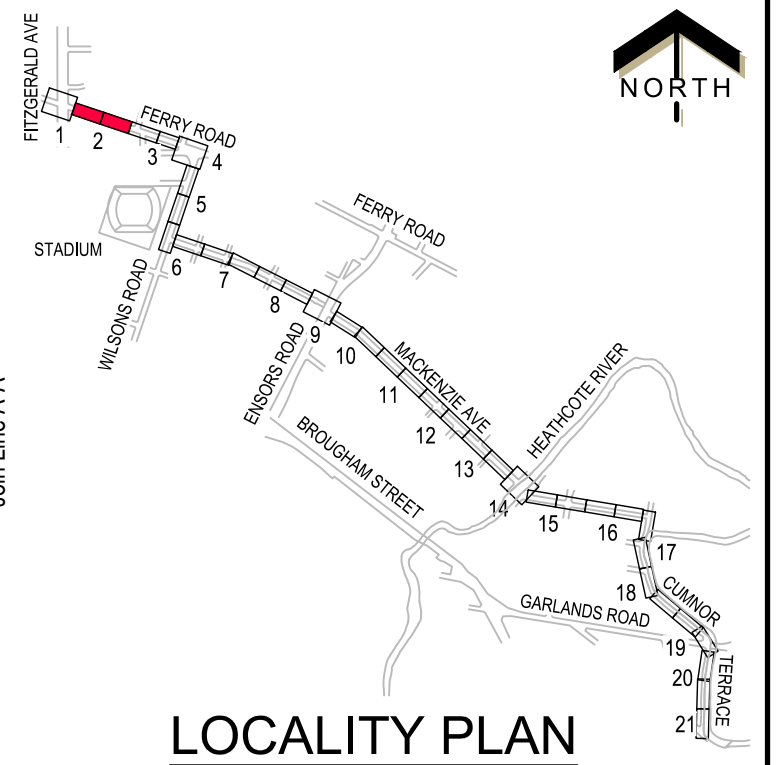 FITZGERALD AVE
NORTH
FERRY ROAD
1
2
3
4
5
FERRY ROAD
STADIUM
WILSONS ROAD
6
7
8
9
ENSORS ROAD
10
MACKENZIE AVE
11
12
13
HEATHCOTE RIVER
BROUGHAM STREET
14
15
16
17
18
CUMNOR
GARLANDS ROAD
19
20
TERRACE
21
LOCALITY PLAN